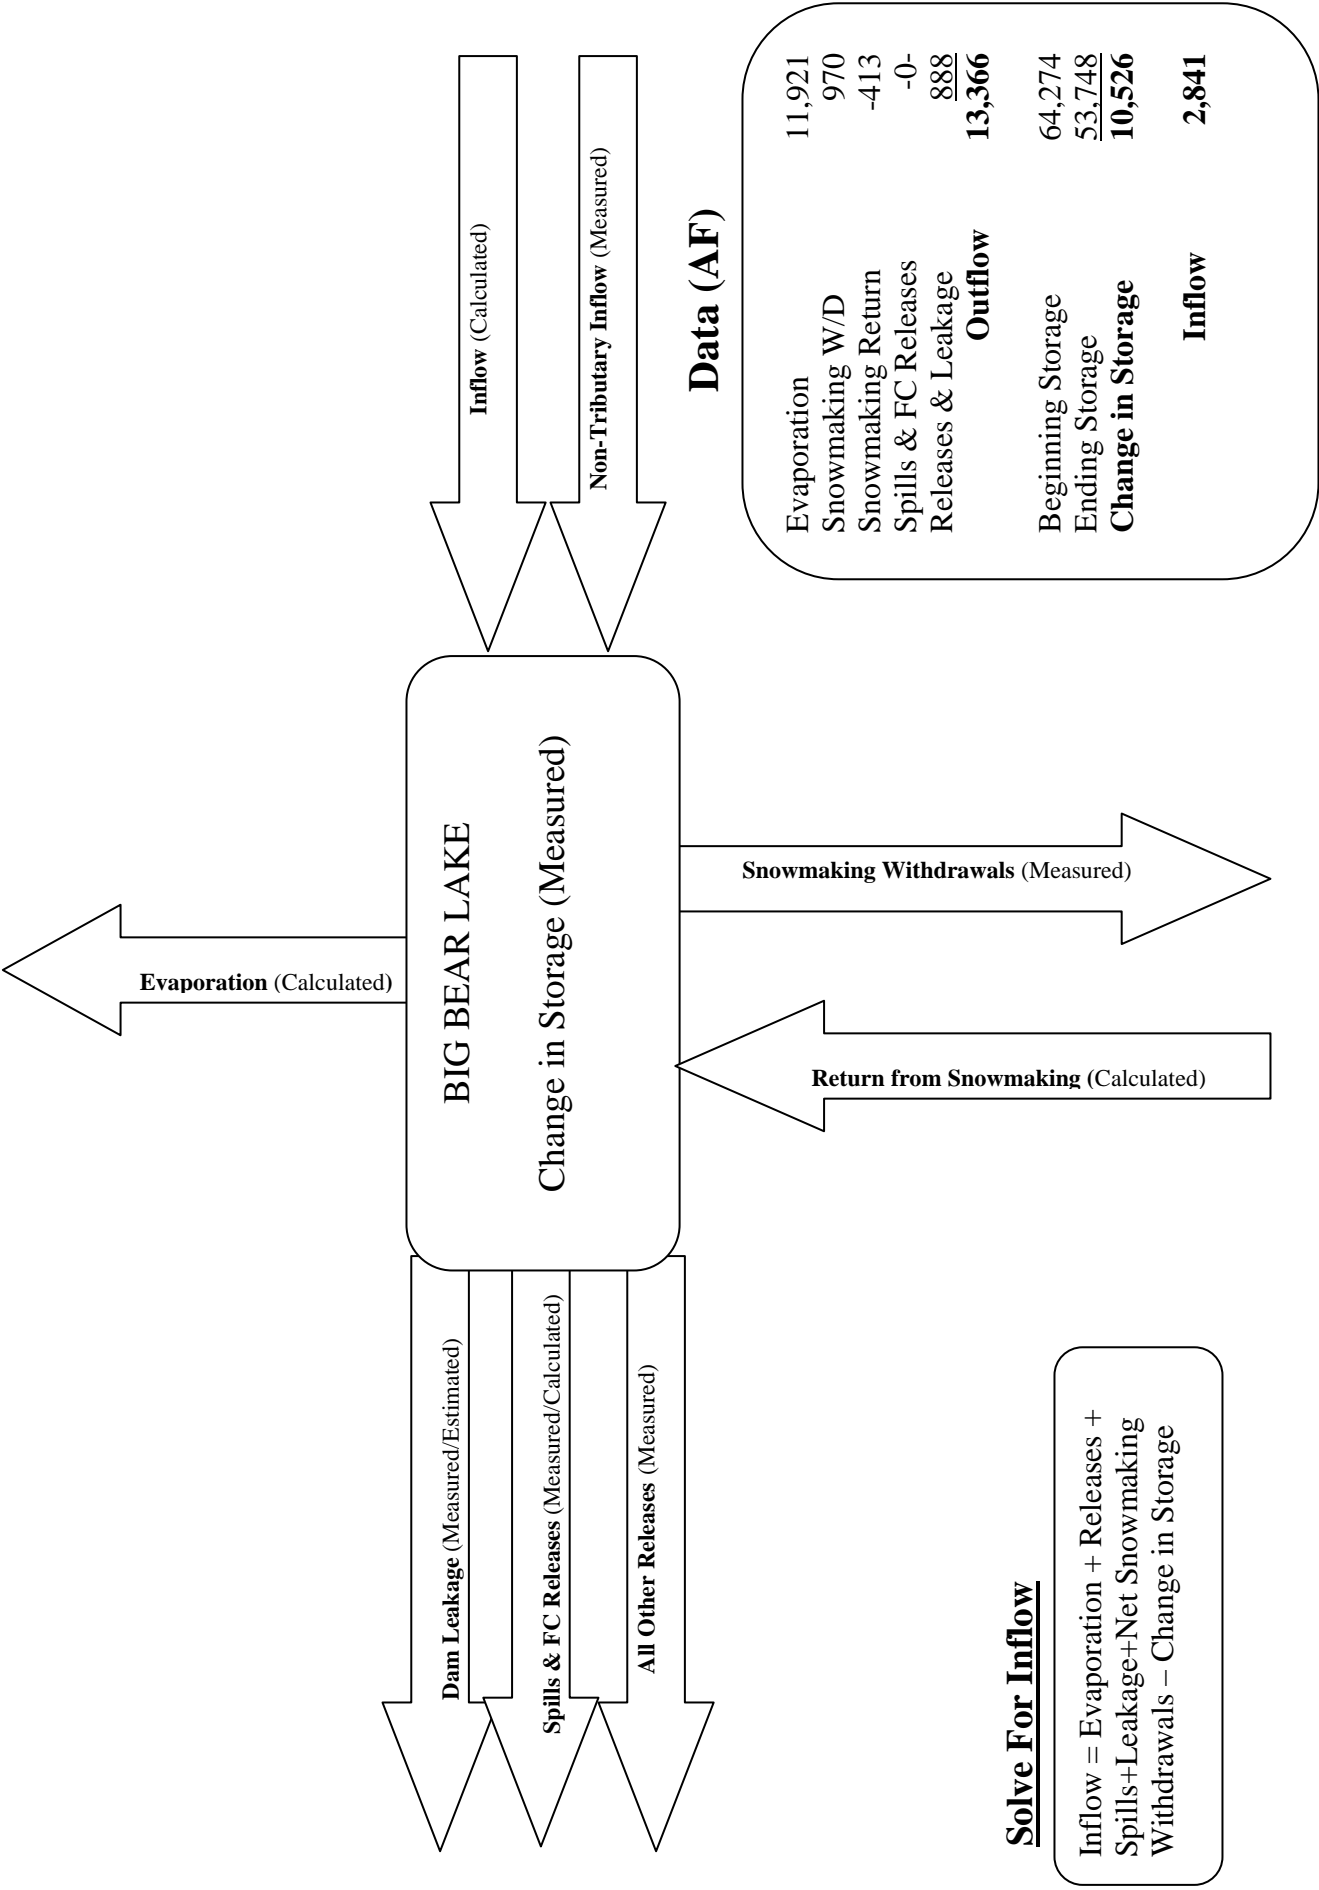 Evaporation (Calculated)
Inflow (Calculated)
Non-Tributary Inflow (Measured)
BIG BEAR LAKE
Change in Storage (Measured)
Dam Leakage (Measured/Estimated)
Spills & FC Releases (Measured/Calculated)
All Other Releases (Measured)
Return from Snowmaking (Calculated)
Snowmaking Withdrawals (Measured)
Solve For Inflow
Inflow = Evaporation + Releases +
Spills+Leakage+Net Snowmaking
Withdrawals – Change in Storage
Data (AF)
Evaporation 11,921
Snowmaking W/D 970
Snowmaking Return -413
Spills & FC Releases -0-
Releases & Leakage 888
Outflow 13,366
Beginning Storage 64,274
Ending Storage 53,748
Change in Storage 10,526
Inflow 2,841